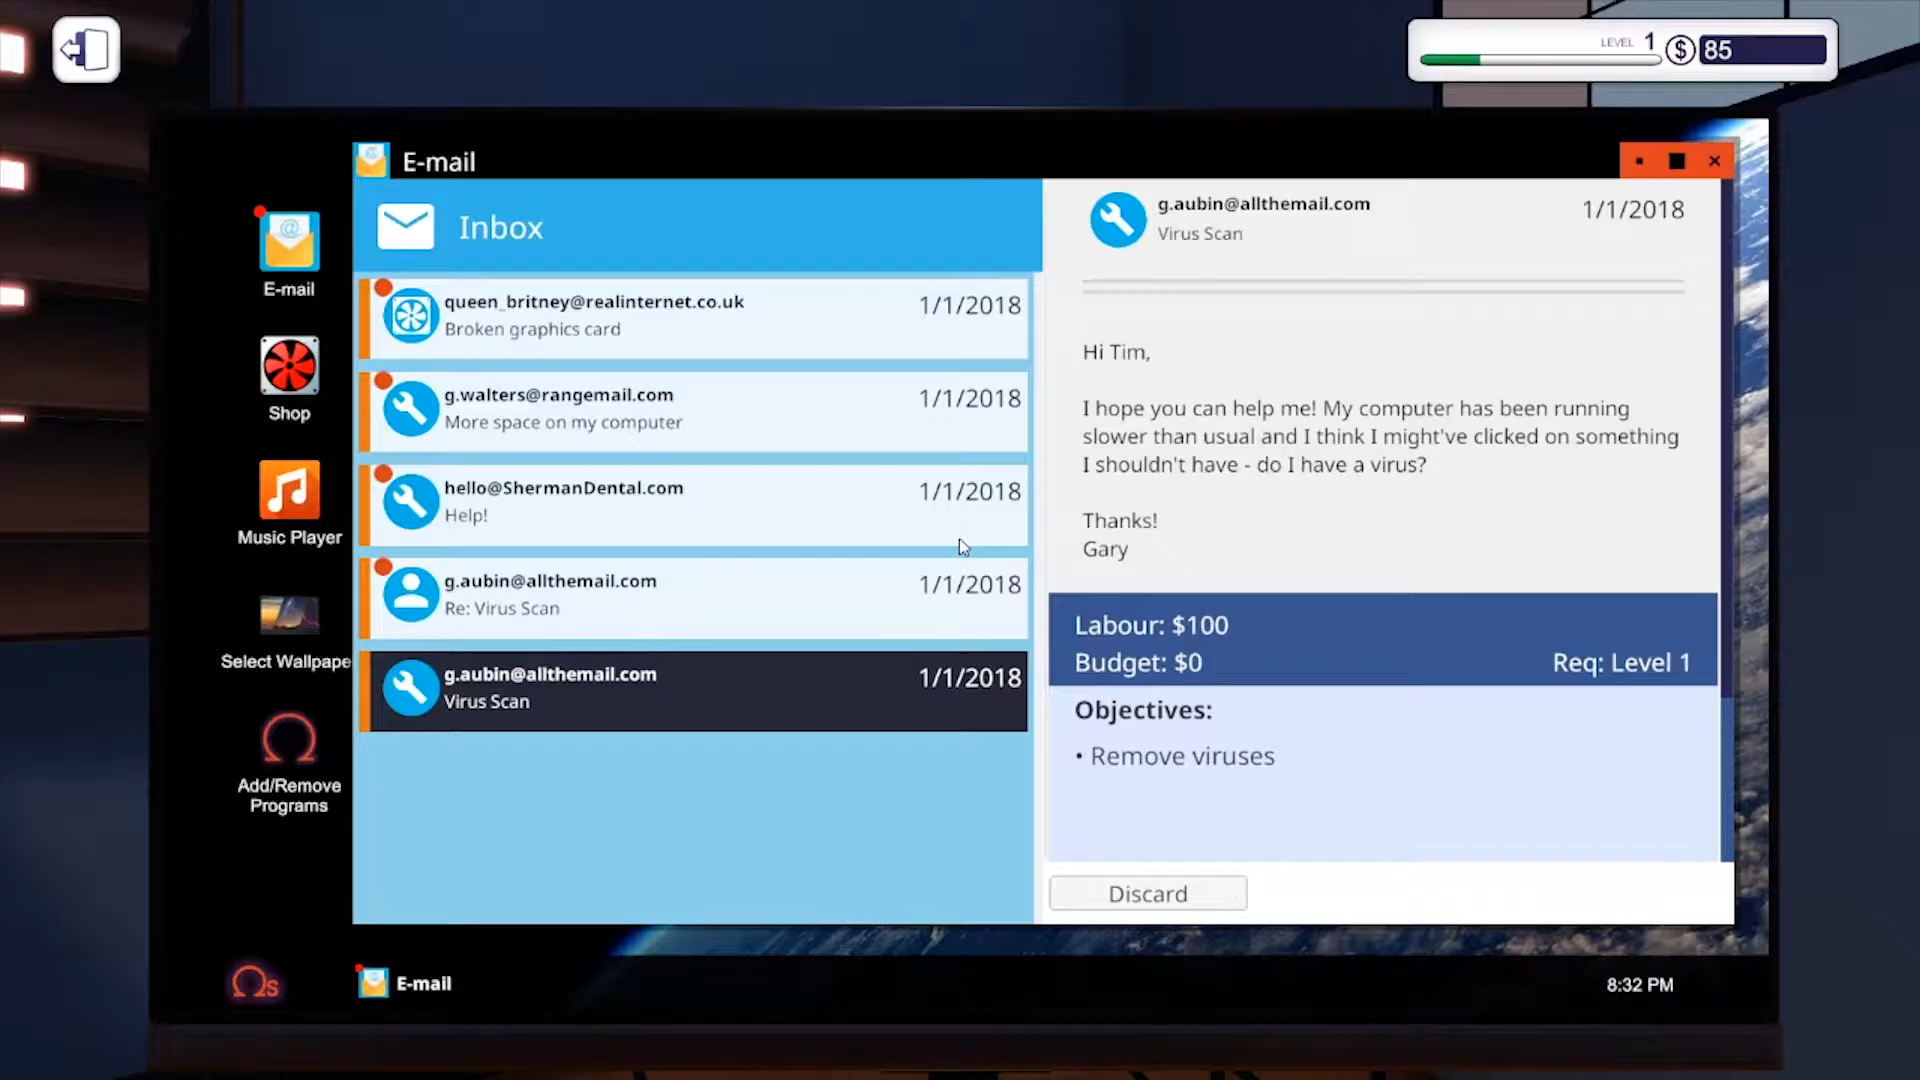 LEVEL 1 $ 85
E-mail
Inbox
queen_britney@realinternet.co.uk 1/1/2018
Broken graphics card
g.walters@rangemail.com 1/1/2018
More space on my computer
hello@ShermanDental.com 1/1/2018
Help!
g.aubin@allthemail.com 1/1/2018
Re: Virus Scan
g.aubin@allthemail.com 1/1/2018
Virus Scan
g.aubin@allthemail.com 1/1/2018
Virus Scan
Hi Tim,
I hope you can help me! My computer has been running
slower than usual and I think I might've clicked on something
I shouldn't have - do I have a virus?
Thanks!
Gary
Labour: $100
Budget: $0 Req: Level 1
Objectives:
• Remove viruses
Discard
E-mail
Shop
Music Player
Select Wallpape
Add/Remove
Programs
Ωs
E-mail
8:32 PM